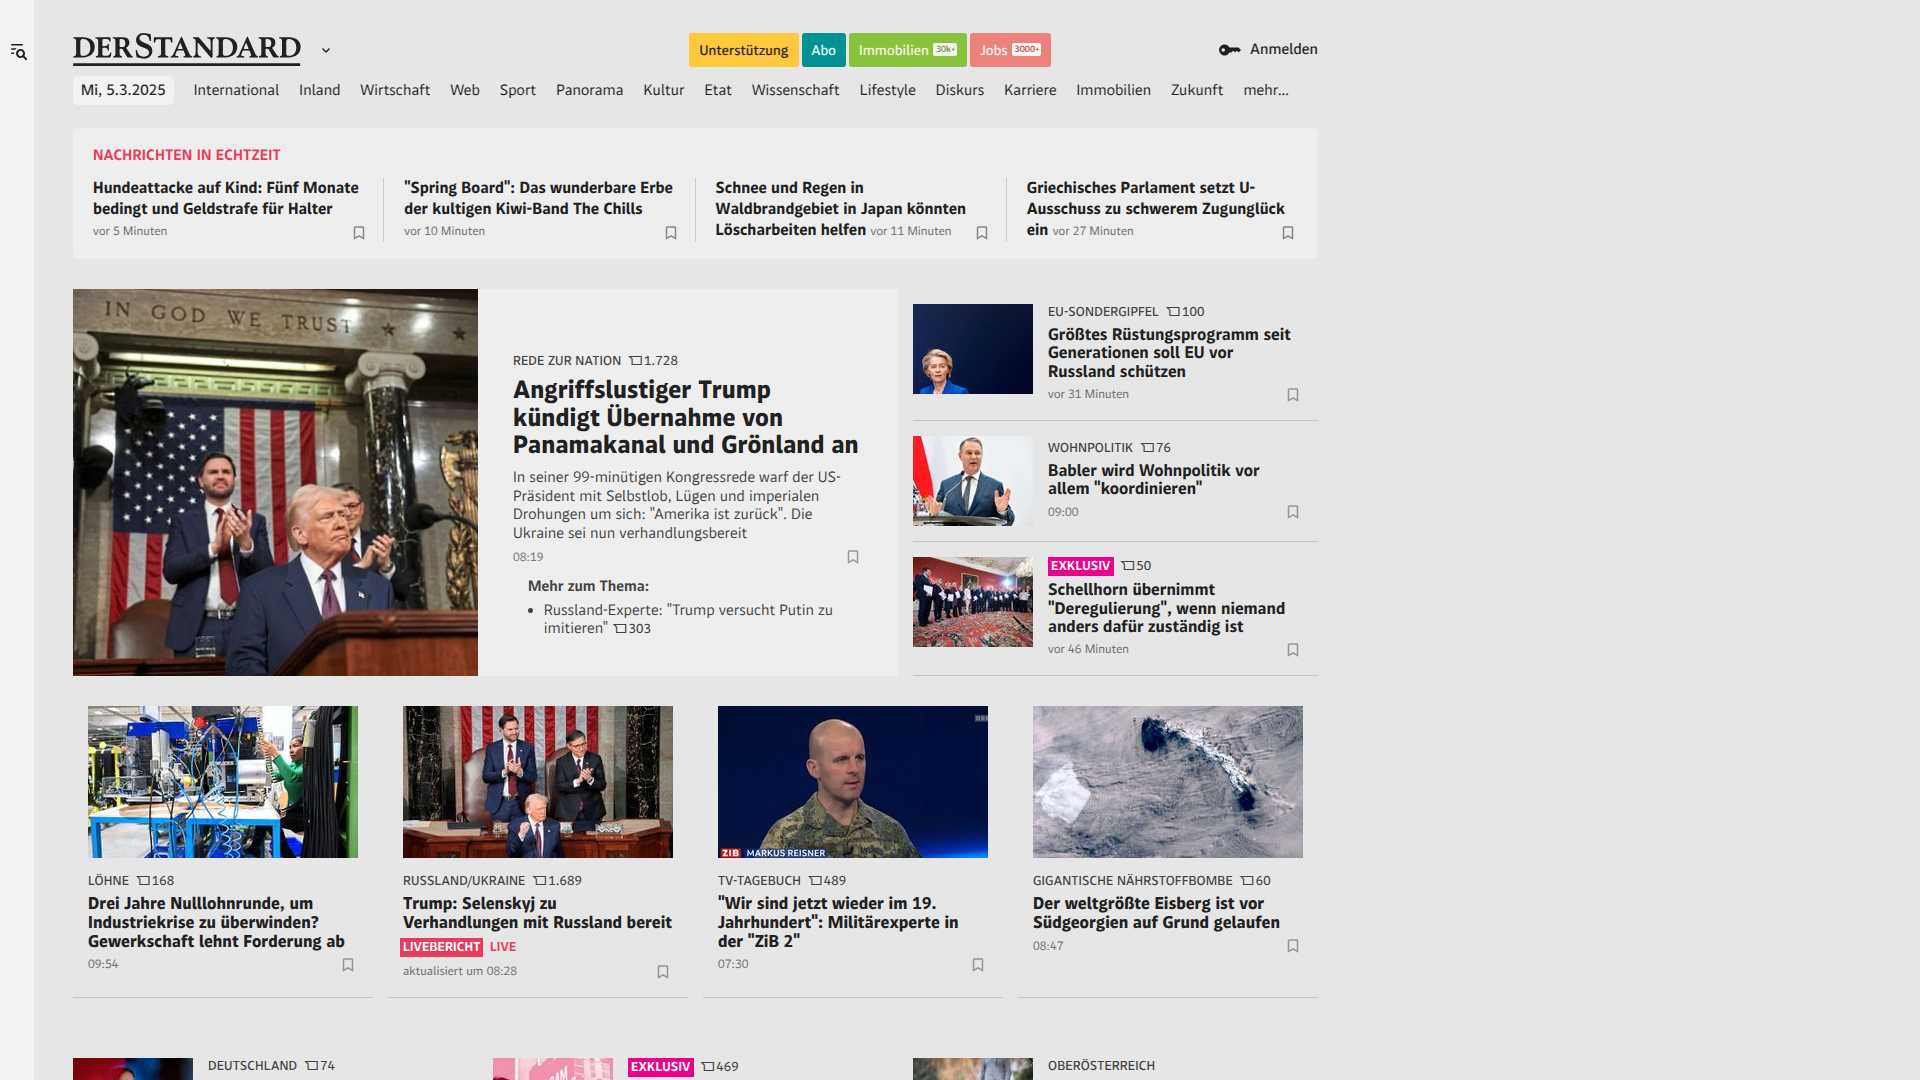 DERSTANDARD
Unterstützung
Abo
Immobilien 30k+
Jobs 3000+
Anmelden
Mi, 5.3.2025
International
Inland
Wirtschaft
Web
Sport
Panorama
Kultur
Etat
Wissenschaft
Lifestyle
Diskurs
Karriere
Immobilien
Zukunft
mehr...
NACHRICHTEN IN ECHTZEIT
Hundeattacke auf Kind: Fünf Monate
bedingt und Geldstrafe für Halter
vor 5 Minuten
"Spring Board": Das wunderbare Erbe
der kultigen Kiwi-Band The Chills
vor 10 Minuten
Schnee und Regen in
Waldbrandgebiet in Japan könnten
Löscharbeiten helfen vor 11 Minuten
Griechisches Parlament setzt U-
Ausschuss zu schwerem Zugunglück
ein vor 27 Minuten
IN GOD WE TRUST
REDE ZUR NATION 1.728
Angriffslustiger Trump
kündigt Übernahme von
Panamakanal und Grönland an
In seiner 99-minütigen Kongressrede warf der US-
Präsident mit Selbstlob, Lügen und imperialen
Drohungen um sich: "Amerika ist zurück". Die
Ukraine sei nun verhandlungsbereit
08:19
Mehr zum Thema:
• Russland-Experte: "Trump versucht Putin zu
imitieren" 303
EU-SONDERGIPFEL 100
Größtes Rüstungsprogramm seit
Generationen soll EU vor
Russland schützen
vor 31 Minuten
WOHNPOLITIK 76
Babler wird Wohnpolitik vor
allem "koordinieren"
09:00
EXKLUSIV 50
Schellhorn übernimmt
"Deregulierung", wenn niemand
anders dafür zuständig ist
vor 46 Minuten
LÖHNE 168
Drei Jahre Nulllohnrunde, um
Industriekrise zu überwinden?
Gewerkschaft lehnt Forderung ab
09:54
RUSSLAND/UKRAINE 1.689
Trump: Selenskyj zu
Verhandlungen mit Russland bereit
LIVEBERICHT LIVE
aktualisiert um 08:28
ZIB MARKUS REISNER
TV-TAGEBUCH 489
"Wir sind jetzt wieder im 19.
Jahrhundert": Militärexperte in
der "ZiB 2"
07:30
GIGANTISCHE NÄHRSTOFFBOMBE 60
Der weltgrößte Eisberg ist vor
Südgeorgien auf Grund gelaufen
08:47
DEUTSCHLAND 74
EXKLUSIV 469
OBERÖSTERREICH